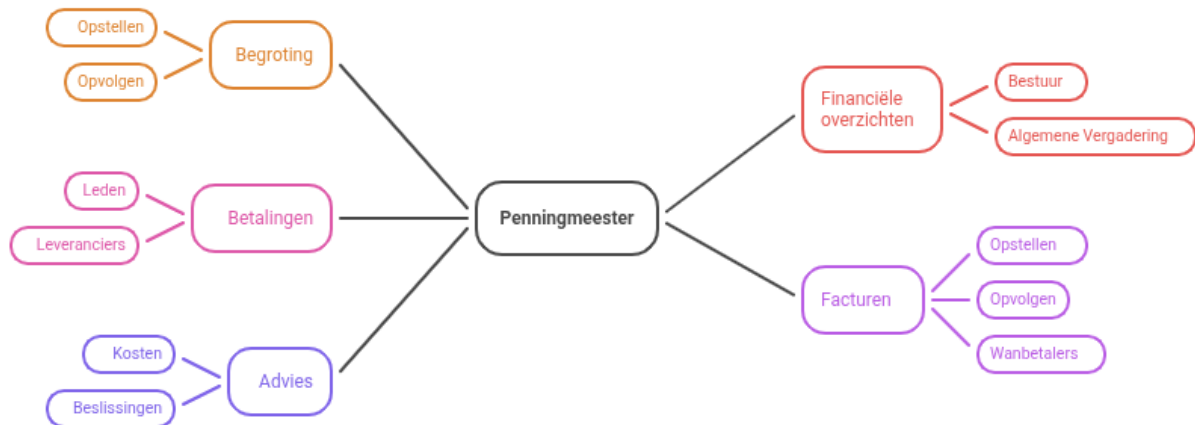 Opstellen
Begroting
Opvolgen
Leden
Betalingen
Leveranciers
Kosten
Advies
Beslissingen
Penningmeester
Financiële
overzichten
Bestuur
Algemene Vergadering
Facturen
Opstellen
Opvolgen
Wanbetalers